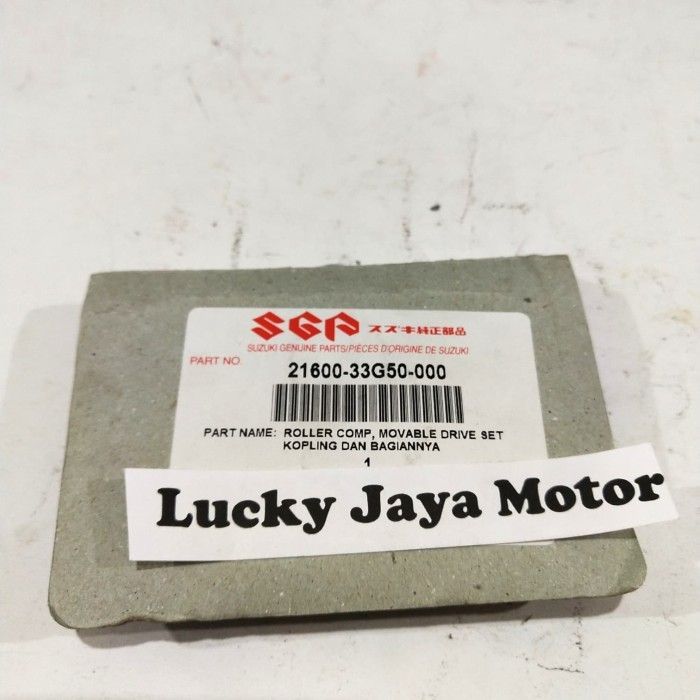 SGP スズキ純正部品
SUZUKI GENUINE PARTS/PIÈCES D'ORIGINE DE SUZUKI
PART NO. 21600-33G50-000
PART NAME: ROLLER COMP, MOVABLE DRIVE SET
KOPLING DAN BAGIANNYA
1
Lucky Jaya Motor